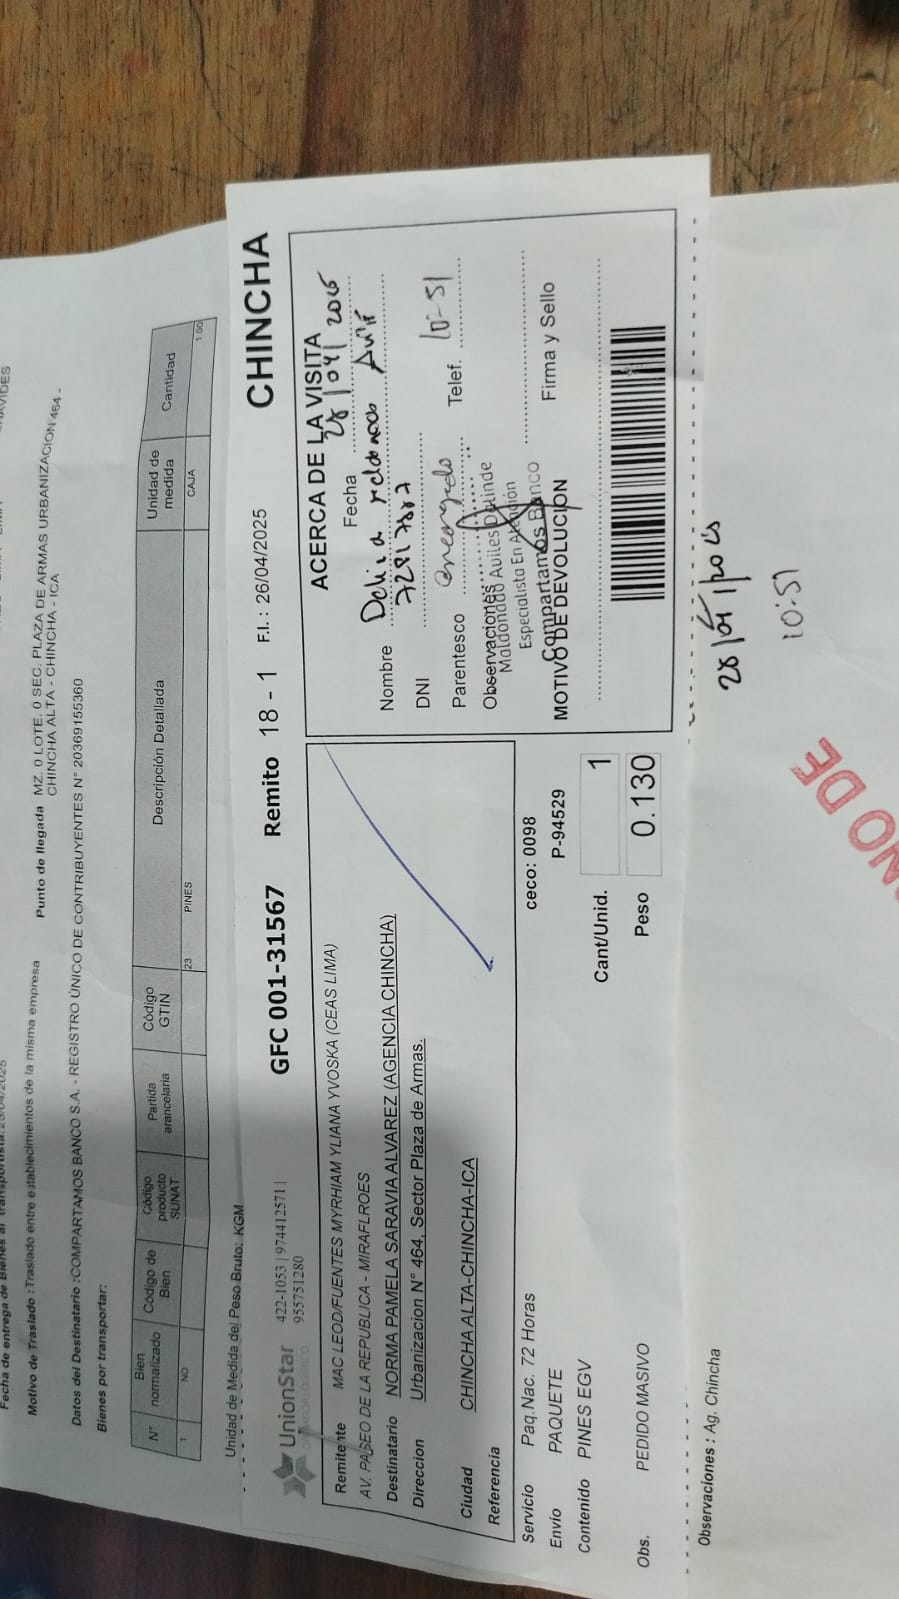 Motivo de Traslado : Traslado entre establecimientos de la misma empresa
Punto de llegada MZ. 0 LOTE. 0 SEC. PLAZA DE ARMAS URBANIZACION 464 -
CHINCHA ALTA - CHINCHA - ICA
Datos del Destinatario : COMPARTAMOS BANCO S.A. - REGISTRO ÚNICO DE CONTRIBUYENTES N° 20369155360
Bienes por transportar:
N° Bien normalizado Código de Bien Código producto SUNAT Partida arancelaria Código GTIN Descripción Detallada Unidad de medida Cantidad
1 NO 23 PINES CAJA 1.00
Unidad de Medida del Peso Bruto: KGM
UnionStar
422-1053 | 974412571 |
955751280
GFC 001-31567 Remito 18 - 1 F.I.: 26/04/2025 CHINCHA
Remitente MAC LEOD/FUENTES MYRHIAM YLIANA YVOSKA (CEAS LIMA)
AV. PASEO DE LA REPUBLICA - MIRAFLROES
Destinatario NORMA PAMELA SARAVIA ALVAREZ (AGENCIA CHINCHA)
Direccion Urbanizacion N° 464, Sector Plaza de Armas.
Ciudad CHINCHA ALTA-CHINCHA-ICA
Referencia
Servicio Paq.Nac. 72 Horas ceco: 0098
Envío PAQUETE P-94529
Contenido PINES EGV
Cant/Unid. 1
Obs. PEDIDO MASIVO
Peso 0.130
ACERCA DE LA VISITA
Fecha 28/04/2025
Nombre
DNI
Parentesco encargado Telef. 10-51
Observaciones
Maldonado Aviles Delinde
Especialista En Atención
Compartamos Banco
Firma y Sello
MOTIVO DE DEVOLUCION
Observaciones : Ag. Chincha
28/04/2025
10:51
NO DE